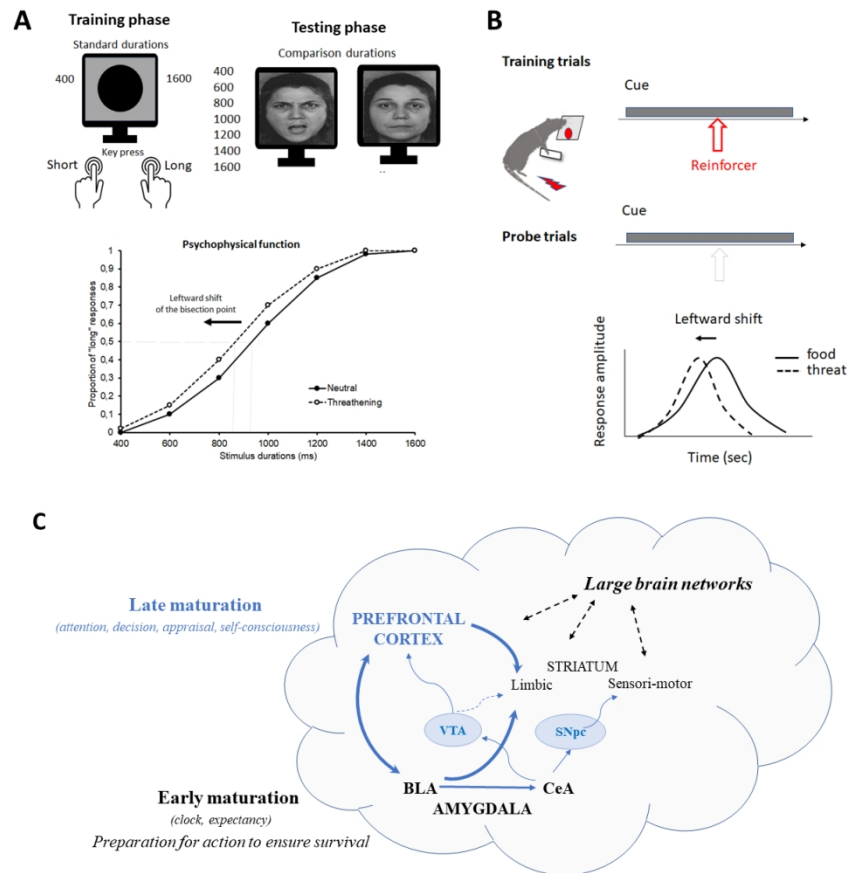 A
Training phase
Standard durations
400
1600
Key press
Short
Long
Testing phase
Comparison durations
400
600
800
1000
1200
1400
1600
..
Psychophysical function
Proportion of "long" responses
1
0,9
0,8
0,7
0,6
0,5
0,4
0,3
0,2
0,1
0
Leftward shift
of the bisection point
Neutral
Threathening
400 600 800 1000 1200 1400 1600
Stimulus durations (ms)
B
Training trials
Cue
Reinforcer
Cue
Probe trials
Leftward shift
food
threat
Response amplitude
Time (sec)
C
Large brain networks
Late maturation
(attention, decision, appraisal, self-consciousness)
PREFRONTAL
CORTEX
STRIATUM
Limbic
Sensori-motor
VTA
SNpc
BLA
CeA
AMYGDALA
Early maturation
(clock, expectancy)
Preparation for action to ensure survival